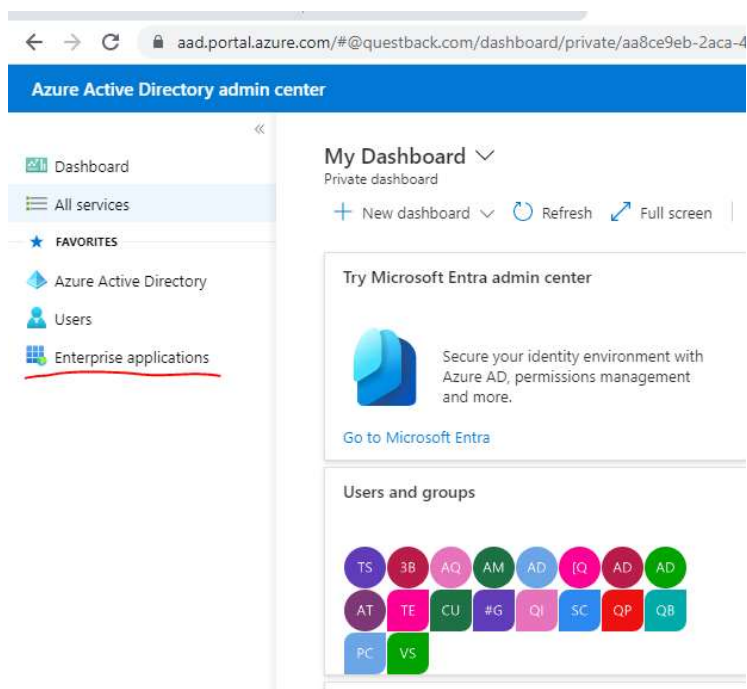 aad.portal.azure.com/#@questback.com/dashboard/private/aa8ce9eb-2aca-4
Azure Active Directory admin center
«
Dashboard
All services
FAVORITES
Azure Active Directory
Users
Enterprise applications
My Dashboard
Private dashboard
New dashboard Refresh Full screen
Try Microsoft Entra admin center
Secure your identity environment with
Azure AD, permissions management
and more.
Go to Microsoft Entra
Users and groups
TS 3B AQ AM AD [Q AD AD
AT TE CU #G QI SC QP QB
PC VS